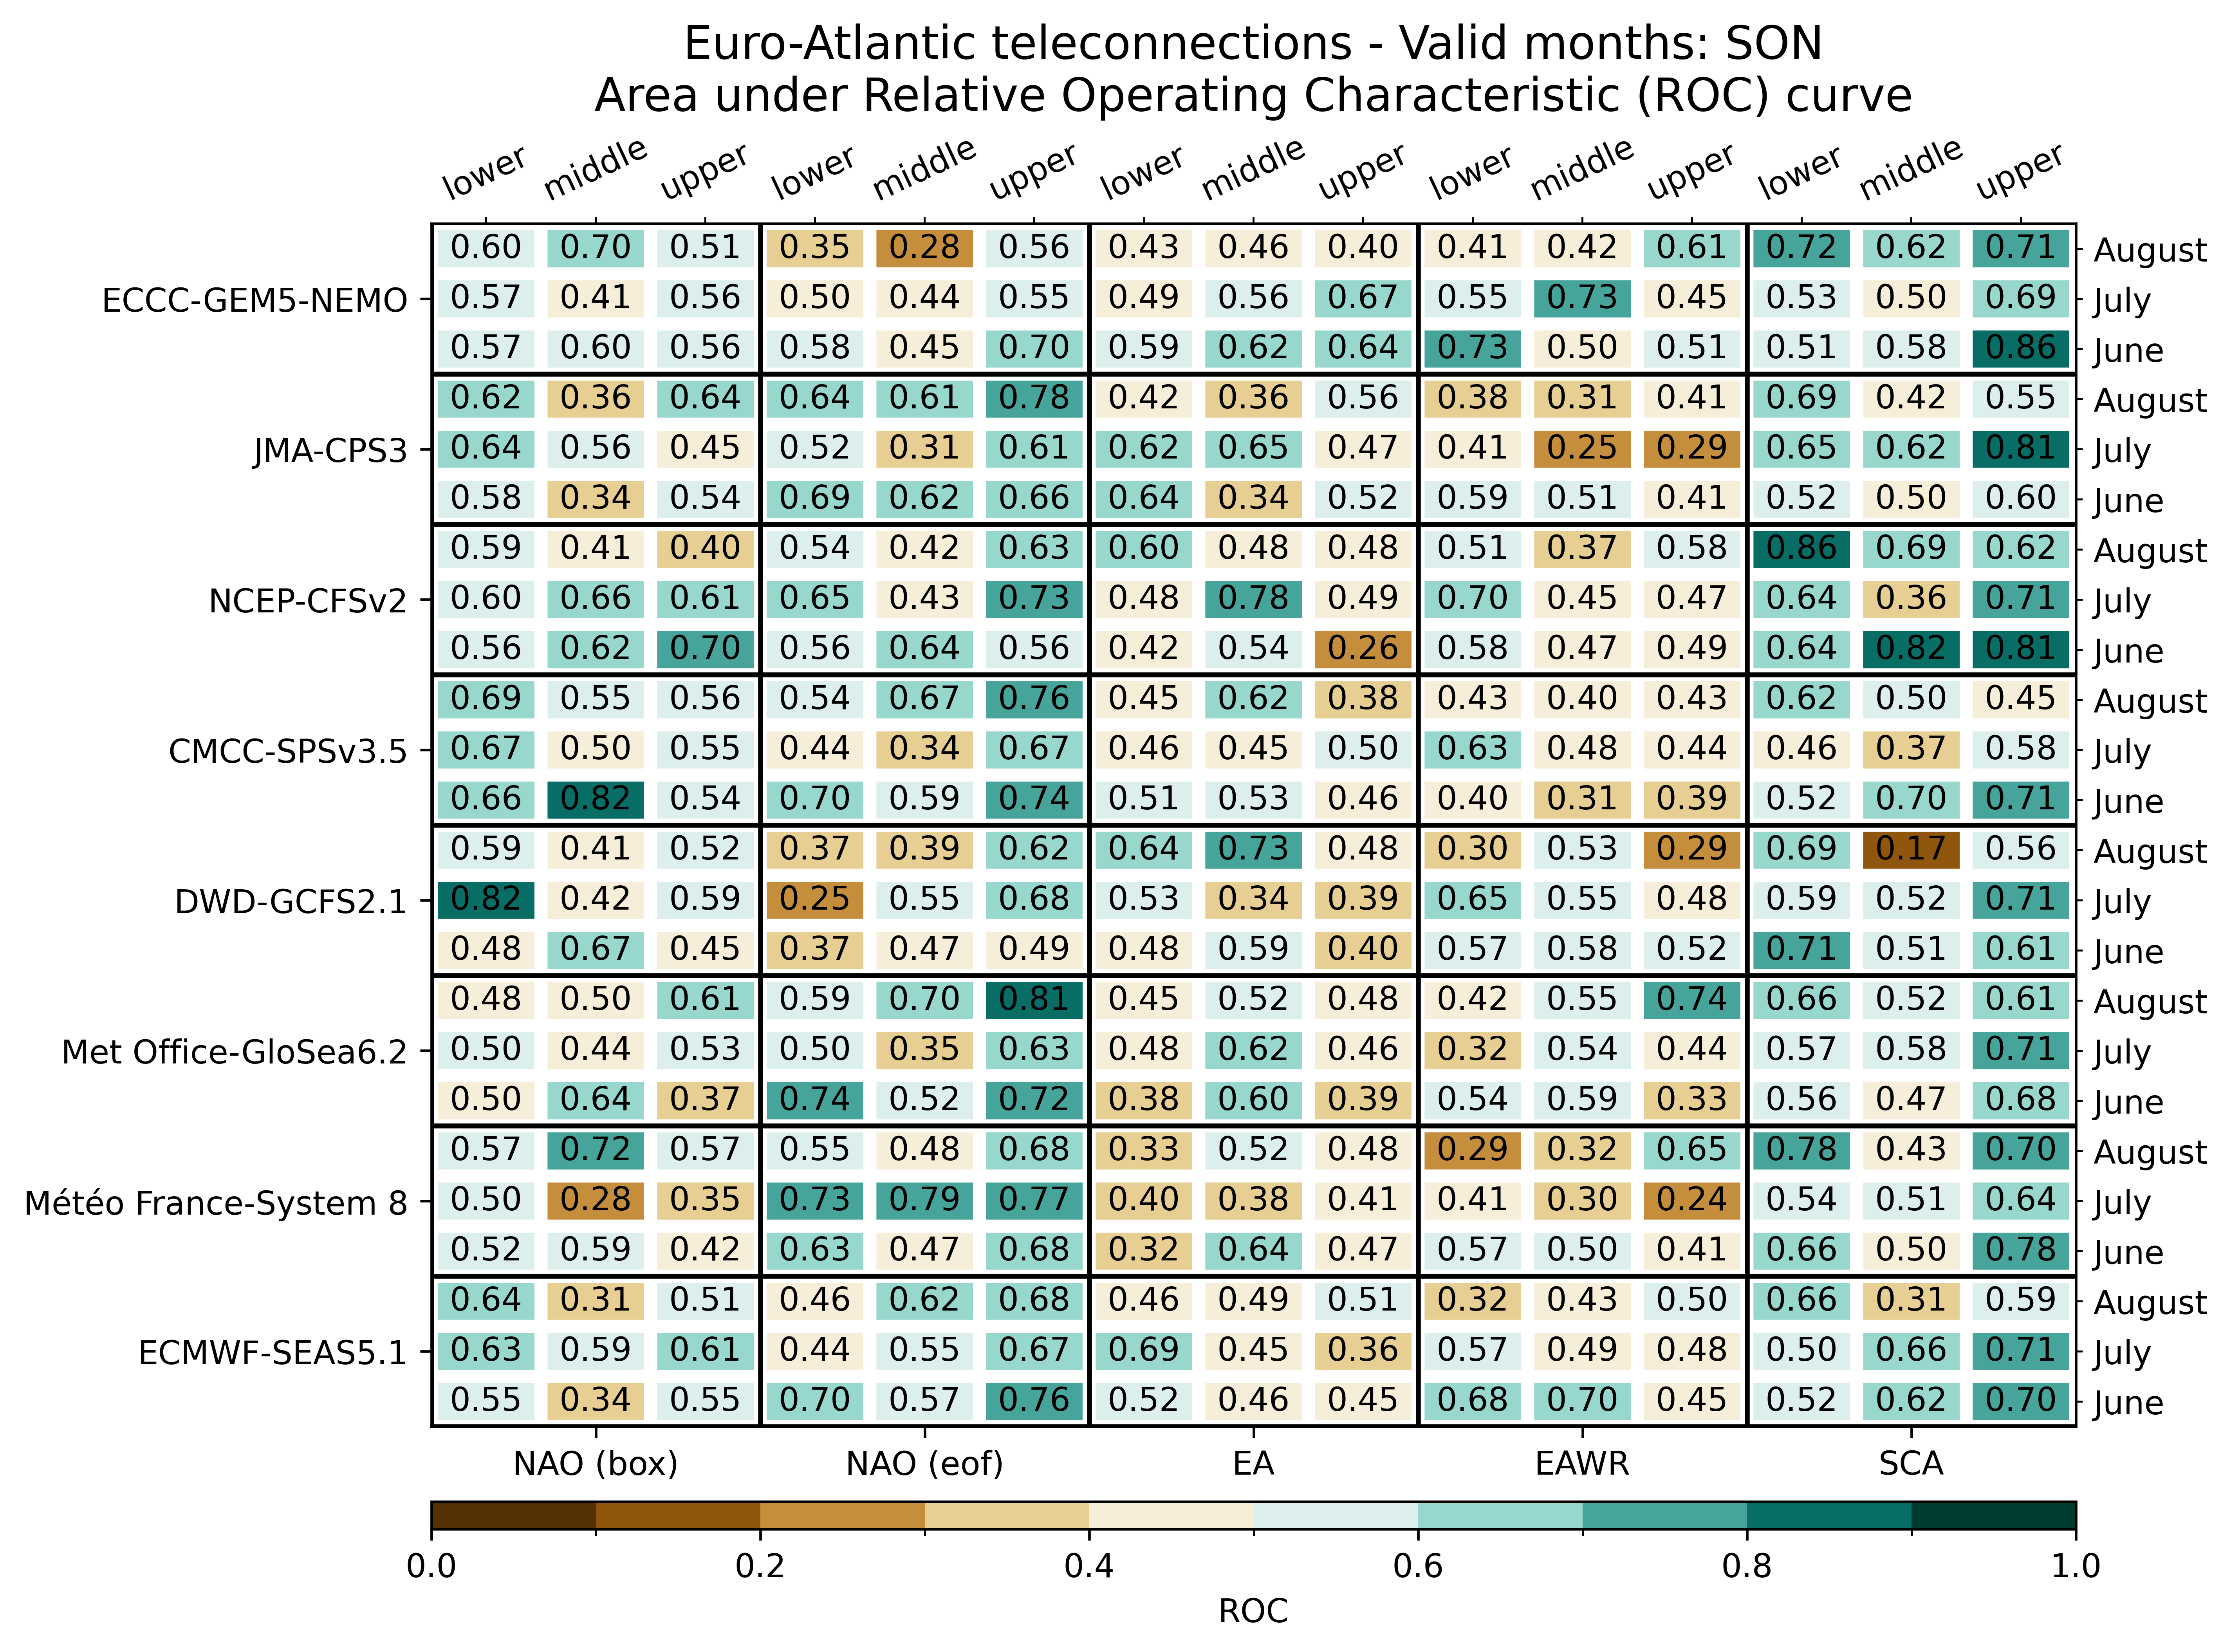 Euro-Atlantic teleconnections - Valid months: SON
Area under Relative Operating Characteristic (ROC) curve
lower middle upper lower middle upper lower middle upper lower middle upper lower middle upper
0.60 0.70 0.51 0.35 0.28 0.56 0.43 0.46 0.40 0.41 0.42 0.61 0.72 0.62 0.71 August
ECCC-GEM5-NEMO 0.57 0.41 0.56 0.50 0.44 0.55 0.49 0.56 0.67 0.55 0.73 0.45 0.53 0.50 0.69 July
0.57 0.60 0.56 0.58 0.45 0.70 0.59 0.62 0.64 0.73 0.50 0.51 0.51 0.58 0.86 June
0.62 0.36 0.64 0.64 0.61 0.78 0.42 0.36 0.56 0.38 0.31 0.41 0.69 0.42 0.55 August
JMA-CPS3 0.64 0.56 0.45 0.52 0.31 0.61 0.62 0.65 0.47 0.41 0.25 0.29 0.65 0.62 0.81 July
0.58 0.34 0.54 0.69 0.62 0.66 0.64 0.34 0.52 0.59 0.51 0.41 0.52 0.50 0.60 June
0.59 0.41 0.40 0.54 0.42 0.63 0.60 0.48 0.48 0.51 0.37 0.58 0.86 0.69 0.62 August
NCEP-CFSv2 0.60 0.66 0.61 0.65 0.43 0.73 0.48 0.78 0.49 0.70 0.45 0.47 0.64 0.36 0.71 July
0.56 0.62 0.70 0.56 0.64 0.56 0.42 0.54 0.26 0.58 0.47 0.49 0.64 0.82 0.81 June
0.69 0.55 0.56 0.54 0.67 0.76 0.45 0.62 0.38 0.43 0.40 0.43 0.62 0.50 0.45 August
CMCC-SPSv3.5 0.67 0.50 0.55 0.44 0.34 0.67 0.46 0.45 0.50 0.63 0.48 0.44 0.46 0.37 0.58 July
0.66 0.82 0.54 0.70 0.59 0.74 0.51 0.53 0.46 0.40 0.31 0.39 0.52 0.70 0.71 June
0.59 0.41 0.52 0.37 0.39 0.62 0.64 0.73 0.48 0.30 0.53 0.29 0.69 0.17 0.56 August
DWD-GCFS2.1 0.82 0.42 0.59 0.25 0.55 0.68 0.53 0.34 0.39 0.65 0.55 0.48 0.59 0.52 0.71 July
0.48 0.67 0.45 0.37 0.47 0.49 0.48 0.59 0.40 0.57 0.58 0.52 0.71 0.51 0.61 June
0.48 0.50 0.61 0.59 0.70 0.81 0.45 0.52 0.48 0.42 0.55 0.74 0.66 0.52 0.61 August
Met Office-GloSea6.2 0.50 0.44 0.53 0.50 0.35 0.63 0.48 0.62 0.46 0.32 0.54 0.44 0.57 0.58 0.71 July
0.50 0.64 0.37 0.74 0.52 0.72 0.38 0.60 0.39 0.54 0.59 0.33 0.56 0.47 0.68 June
0.57 0.72 0.57 0.55 0.48 0.68 0.33 0.52 0.48 0.29 0.32 0.65 0.78 0.43 0.70 August
Météo France-System 8 0.50 0.28 0.35 0.73 0.79 0.77 0.40 0.38 0.41 0.41 0.30 0.24 0.54 0.51 0.64 July
0.52 0.59 0.42 0.63 0.47 0.68 0.32 0.64 0.47 0.57 0.50 0.41 0.66 0.50 0.78 June
0.64 0.31 0.51 0.46 0.62 0.68 0.46 0.49 0.51 0.32 0.43 0.50 0.66 0.31 0.59 August
ECMWF-SEAS5.1 0.63 0.59 0.61 0.44 0.55 0.67 0.69 0.45 0.36 0.57 0.49 0.48 0.50 0.66 0.71 July
0.55 0.34 0.55 0.70 0.57 0.76 0.52 0.46 0.45 0.68 0.70 0.45 0.52 0.62 0.70 June
NAO (box) NAO (eof) EA EAWR SCA
0.0 0.2 0.4 0.6 0.8 1.0
ROC